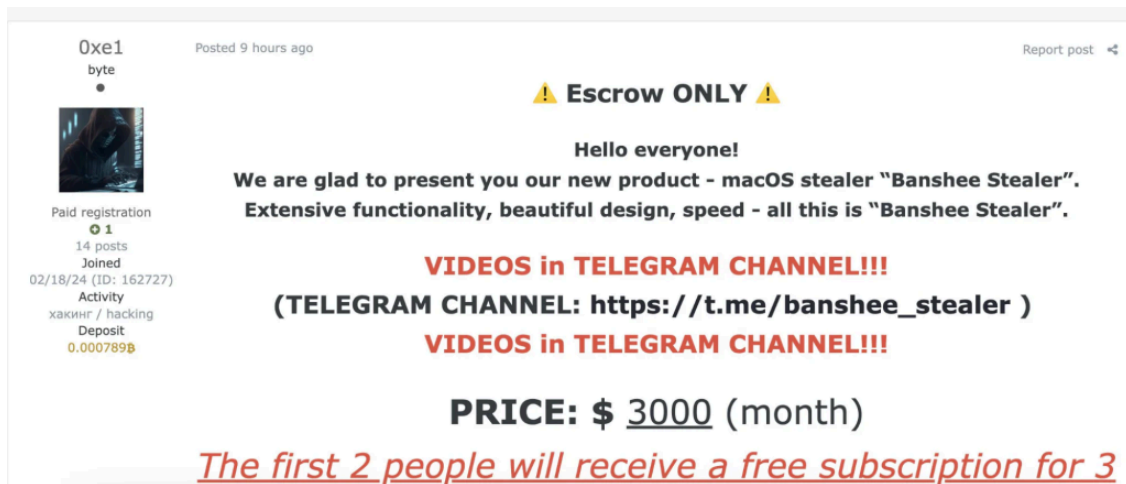 0xe1
byte
Paid registration
1
14 posts
Joined
02/18/24 (ID: 162727)
Activity
хакинг / hacking
Deposit
0.000789₿
Posted 9 hours ago
Report post
⚠️ Escrow ONLY ⚠️
Hello everyone!
We are glad to present you our new product - macOS stealer “Banshee Stealer”.
Extensive functionality, beautiful design, speed - all this is “Banshee Stealer”.
VIDEOS in TELEGRAM CHANNEL!!!
(TELEGRAM CHANNEL: https://t.me/banshee_stealer )
VIDEOS in TELEGRAM CHANNEL!!!
PRICE: $ 3000 (month)
The first 2 people will receive a free subscription for 3